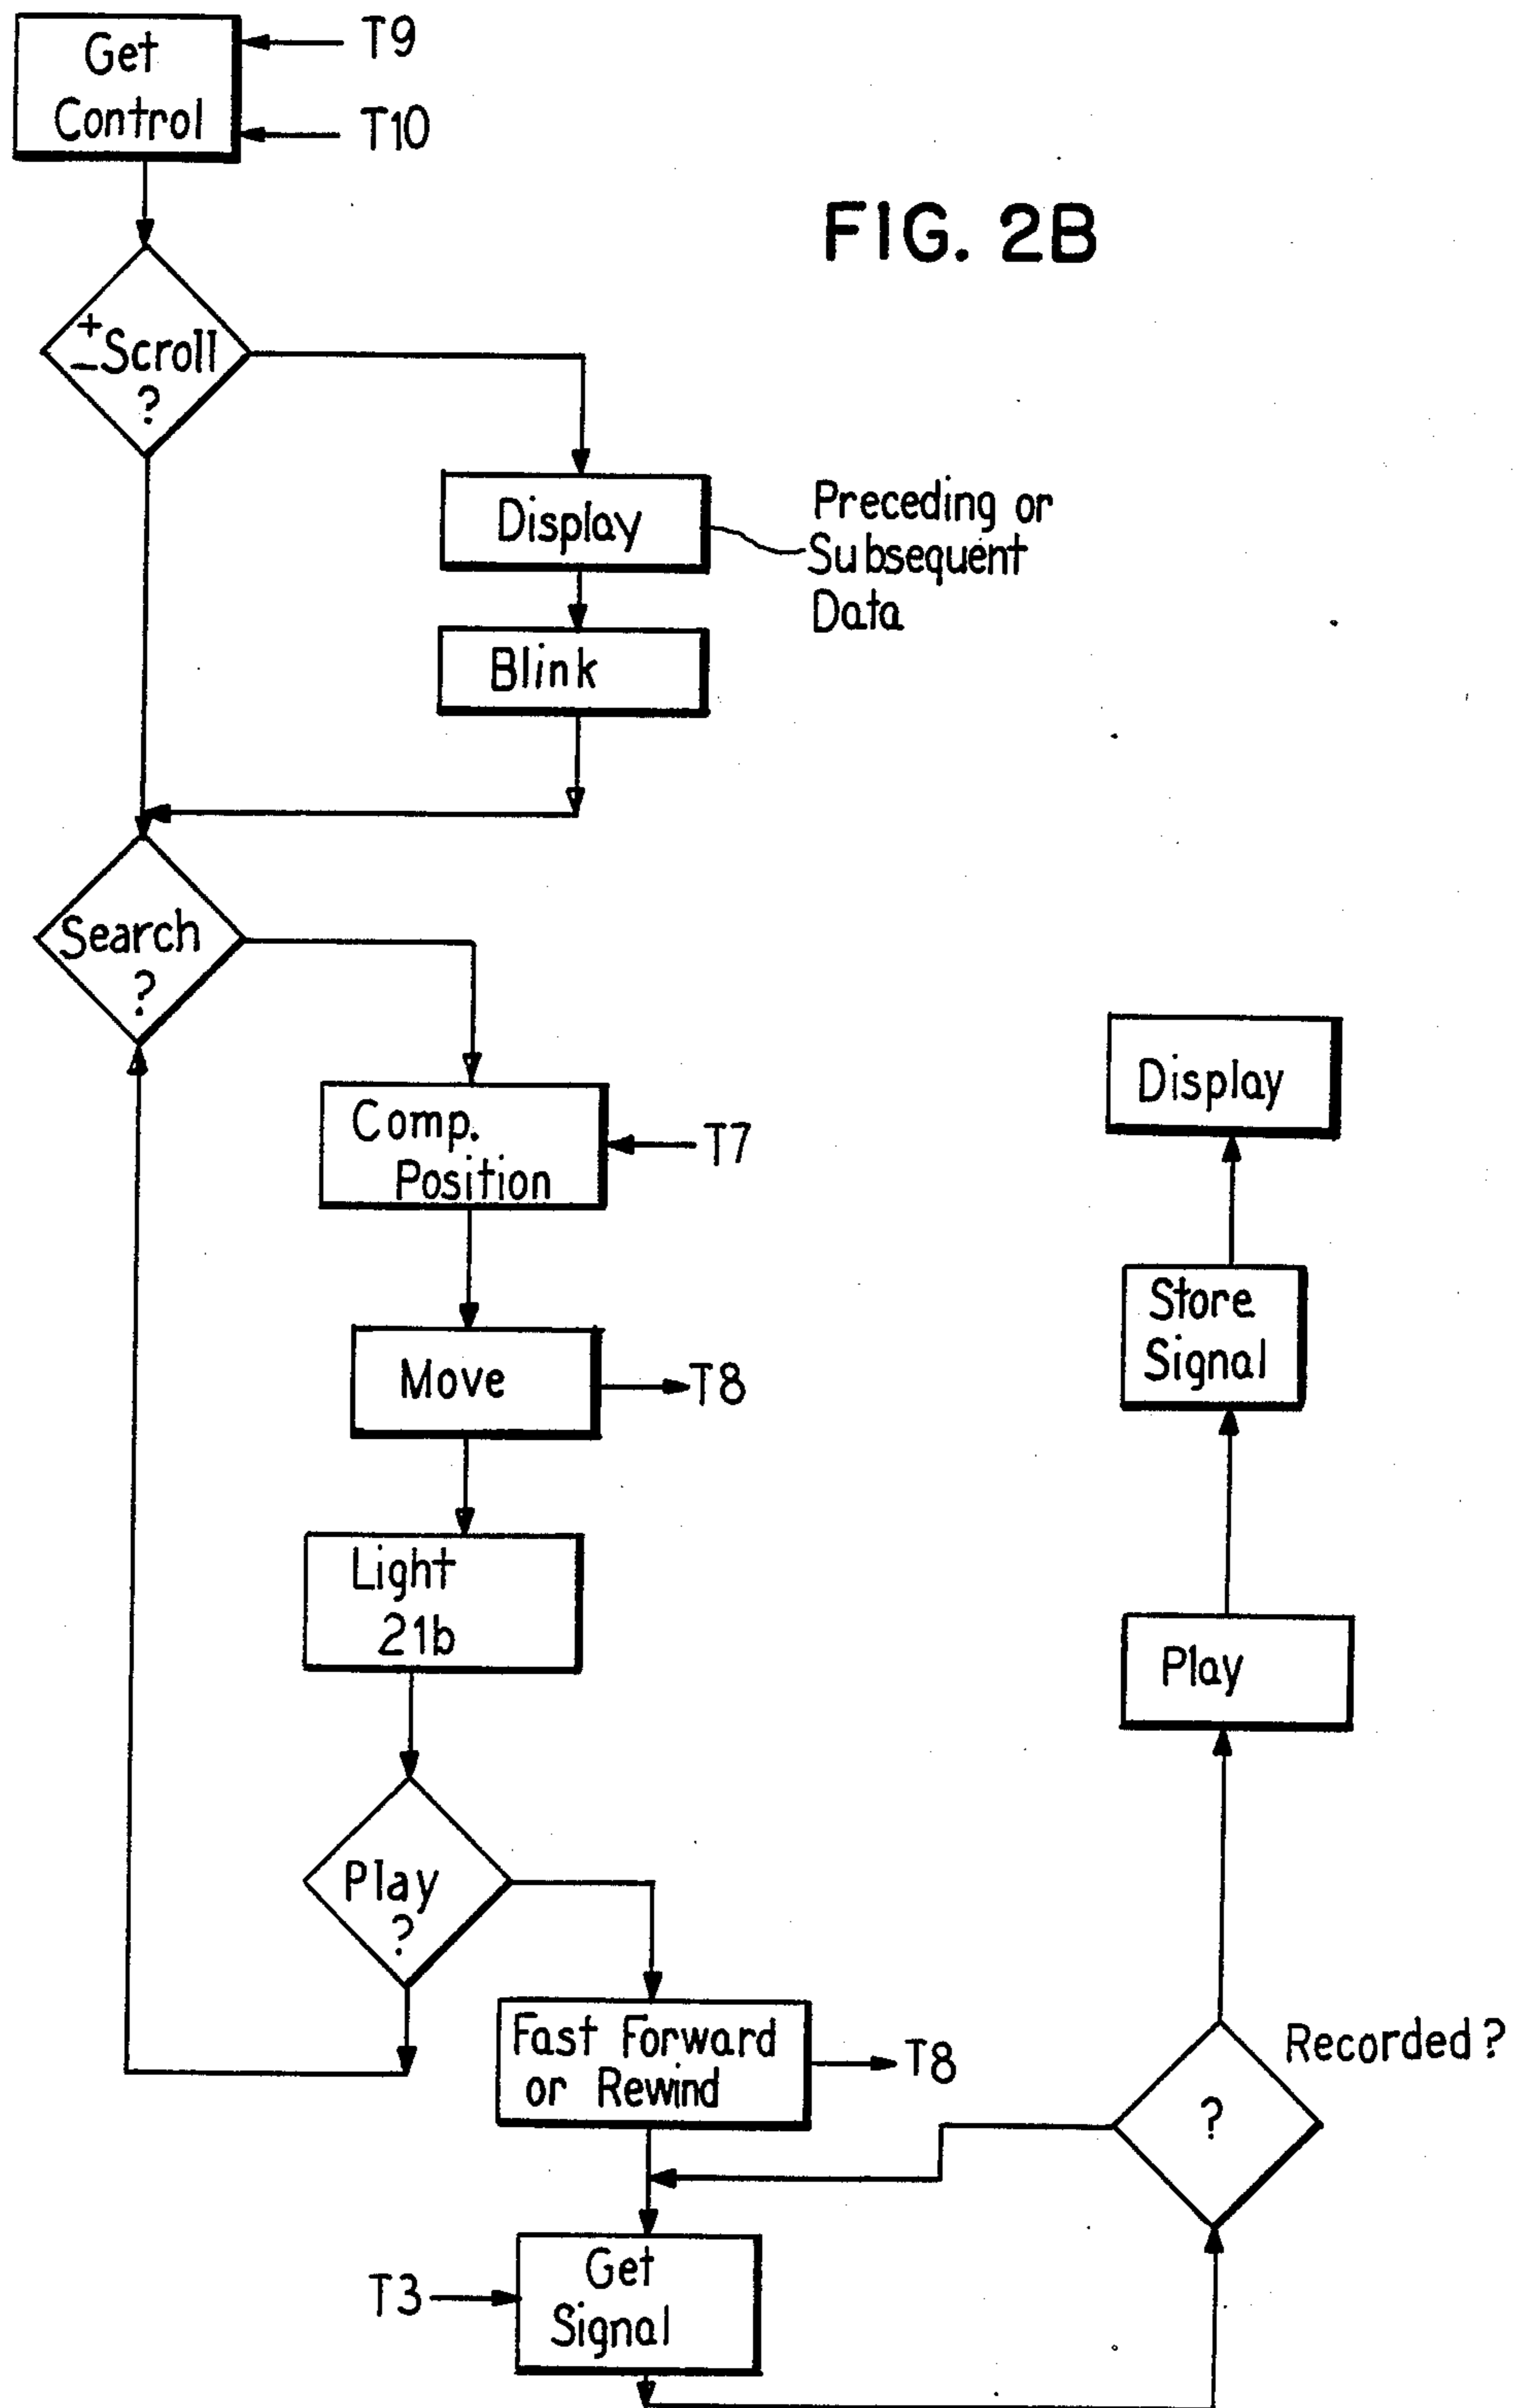 Get
Control
T9
T10
FIG. 2B
±Scroll
?
Display
Preceding or
Subsequent
Data
Blink
Search
?
Comp.
Position
T7
Move
T8
Light
21b
Play
?
Fast Forward
or Rewind
T8
Get
Signal
T3
Recorded?
?
Play
Store
Signal
Display